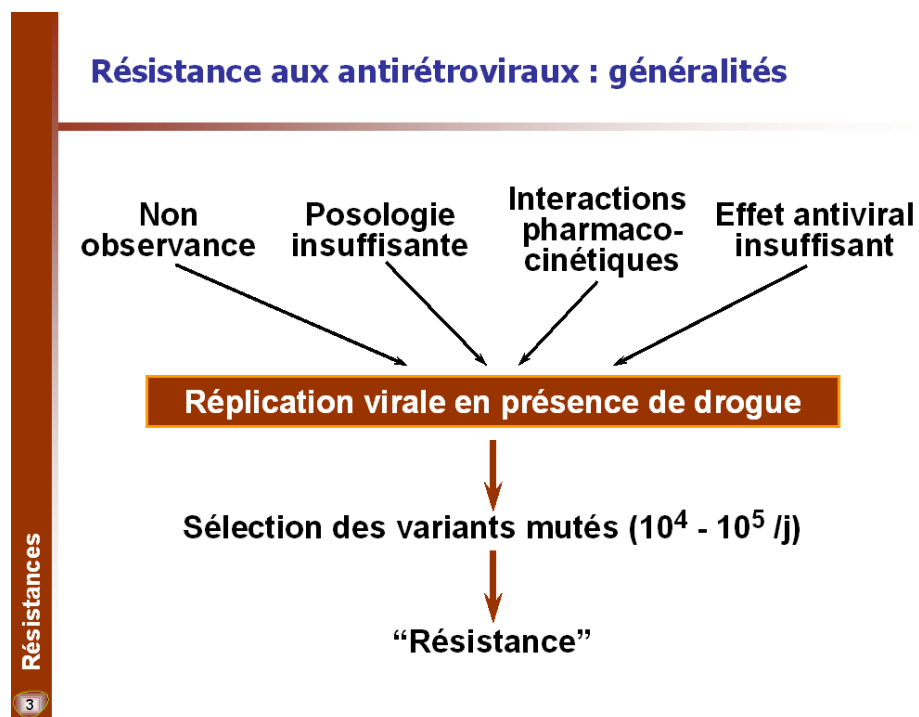 Résistance aux antirétroviraux : généralités
Non
observance
Posologie
insuffisante
Interactions
pharmaco-
cinétiques
Effet antiviral
insuffisant
Réplication virale en présence de drogue
Sélection des variants mutés (10⁴ - 10⁵ /j)
“Résistance”
Résistances
3